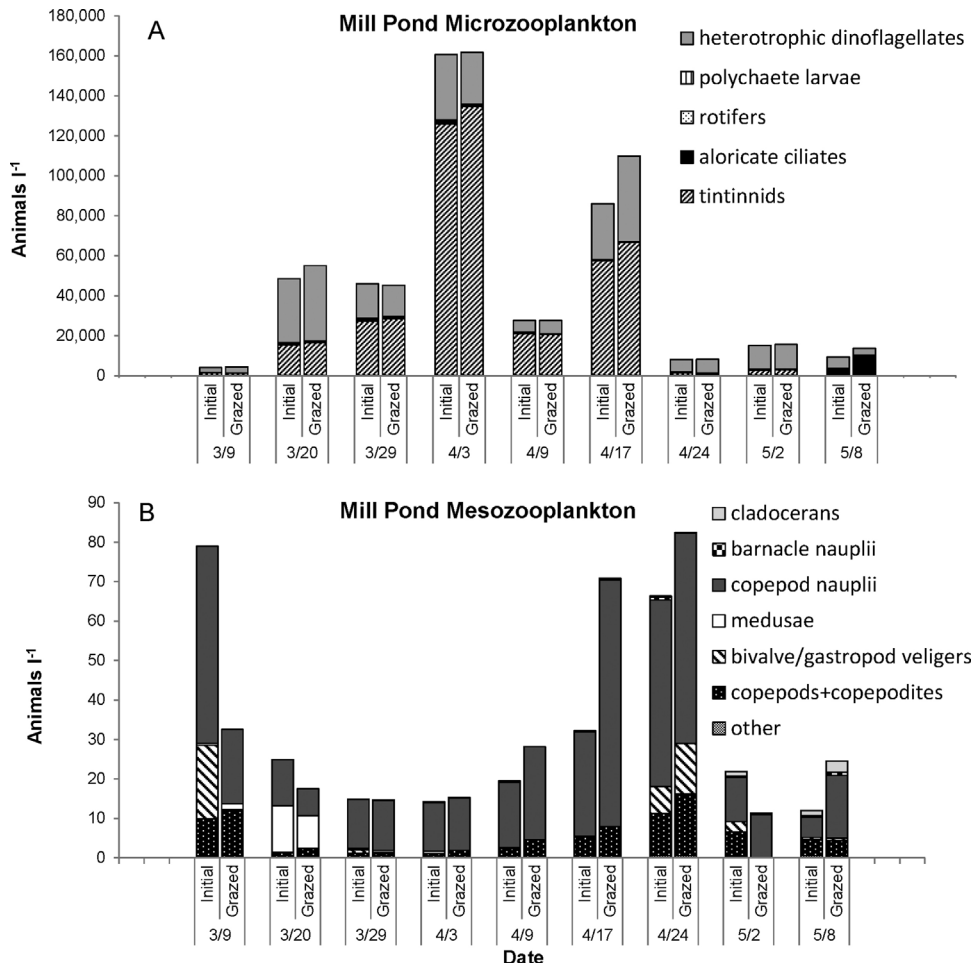 A
Mill Pond Microzooplankton
180,000
160,000
140,000
120,000
100,000
80,000
60,000
40,000
20,000
0
Animals l-1
heterotrophic dinoflagellates
polychaete larvae
rotifers
aloricate ciliates
tintinnids
Initial Grazed Initial Grazed Initial Grazed Initial Grazed Initial Grazed Initial Grazed Initial Grazed Initial Grazed Initial Grazed
3/9 3/20 3/29 4/3 4/9 4/17 4/24 5/2 5/8
B
Mill Pond Mesozooplankton
90
80
70
60
50
40
30
20
10
0
Animals l-1
cladocerans
barnacle nauplii
copepod nauplii
medusae
bivalve/gastropod veligers
copepods+copepodites
other
Initial Grazed Initial Grazed Initial Grazed Initial Grazed Initial Grazed Initial Grazed Initial Grazed Initial Grazed Initial Grazed
3/9 3/20 3/29 4/3 4/9 4/17 4/24 5/2 5/8
Date